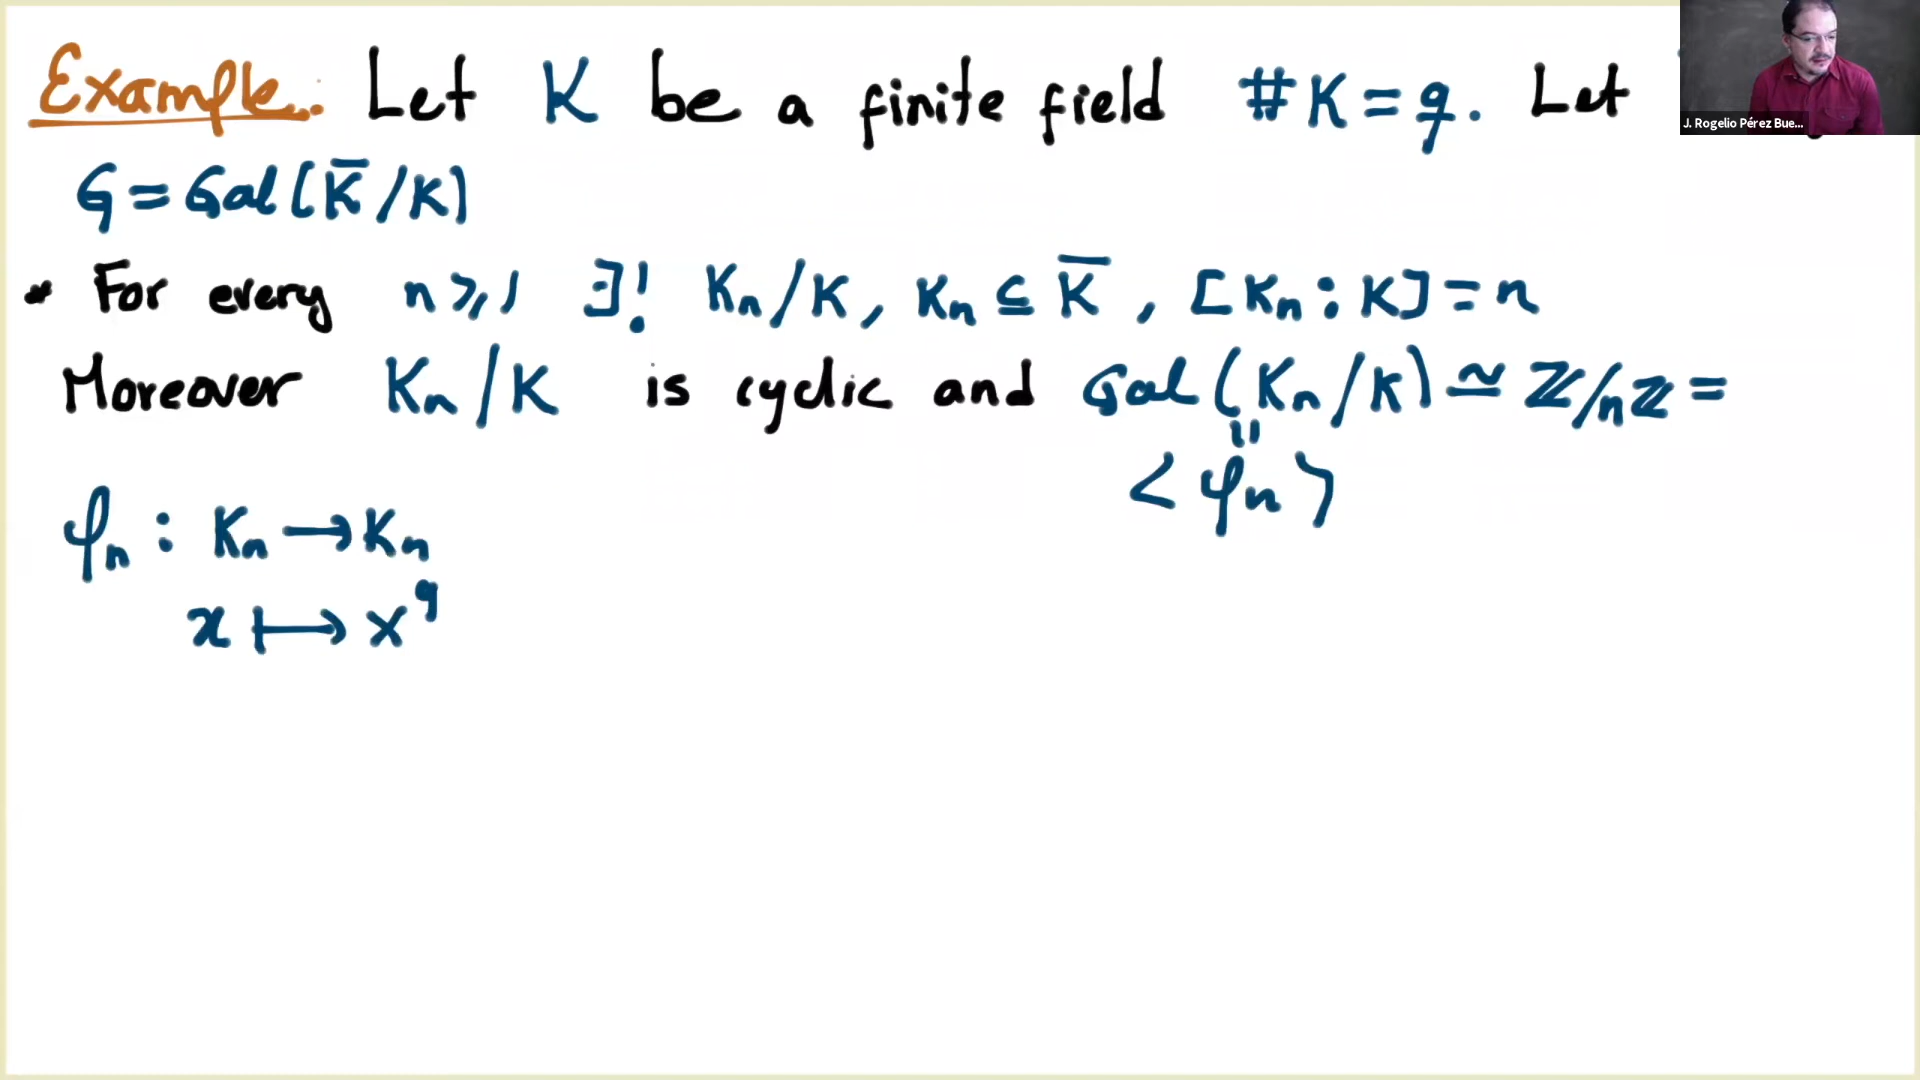 Example.: Let K be a finite field #K = q. Let
J. Rogelio Pérez Bue...
G = Gal(K̅/K)
* For every n ⩾ 1 ∃! Kₙ/K, Kₙ ⊆ K̅, [Kₙ : K] = n
Moreover Kₙ/K is cyclic and Gal(Kₙ/K) ≃ ℤ/nℤ =
"
<φₙ>
φₙ : Kₙ → Kₙ
x ↦ x^q